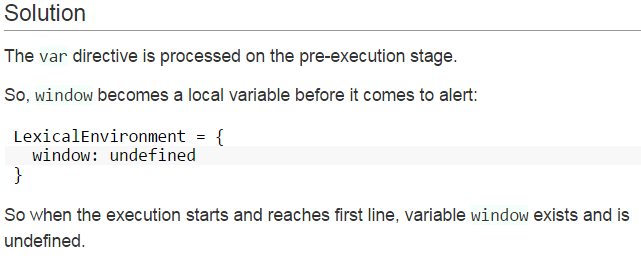 Solution
The var directive is processed on the pre-execution stage.
So, window becomes a local variable before it comes to alert:
LexicalEnvironment = {
  window: undefined
}
So when the execution starts and reaches first line, variable window exists and is
undefined.